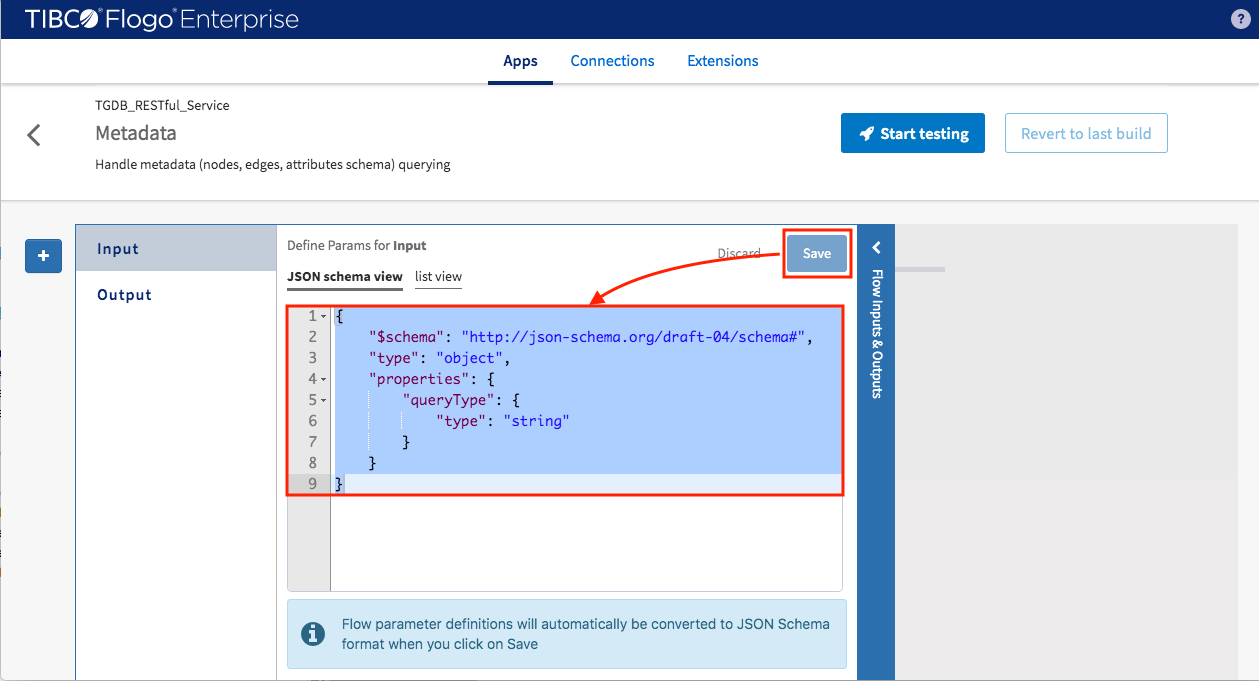 TIBCO® Flogo® Enterprise
?
Apps Connections Extensions
TGDB_RESTful_Service
Metadata
Handle metadata (nodes, edges, attributes schema) querying
Start testing
Revert to last build
+
Input
Output
Define Params for Input
Discard
Save
JSON schema view list view
1 {
2 "$schema": "http://json-schema.org/draft-04/schema#",
3 "type": "object",
4 "properties": {
5 "queryType": {
6 "type": "string"
7 }
8 }
9 }
Flow Inputs & Outputs
Flow parameter definitions will automatically be converted to JSON Schema
format when you click on Save